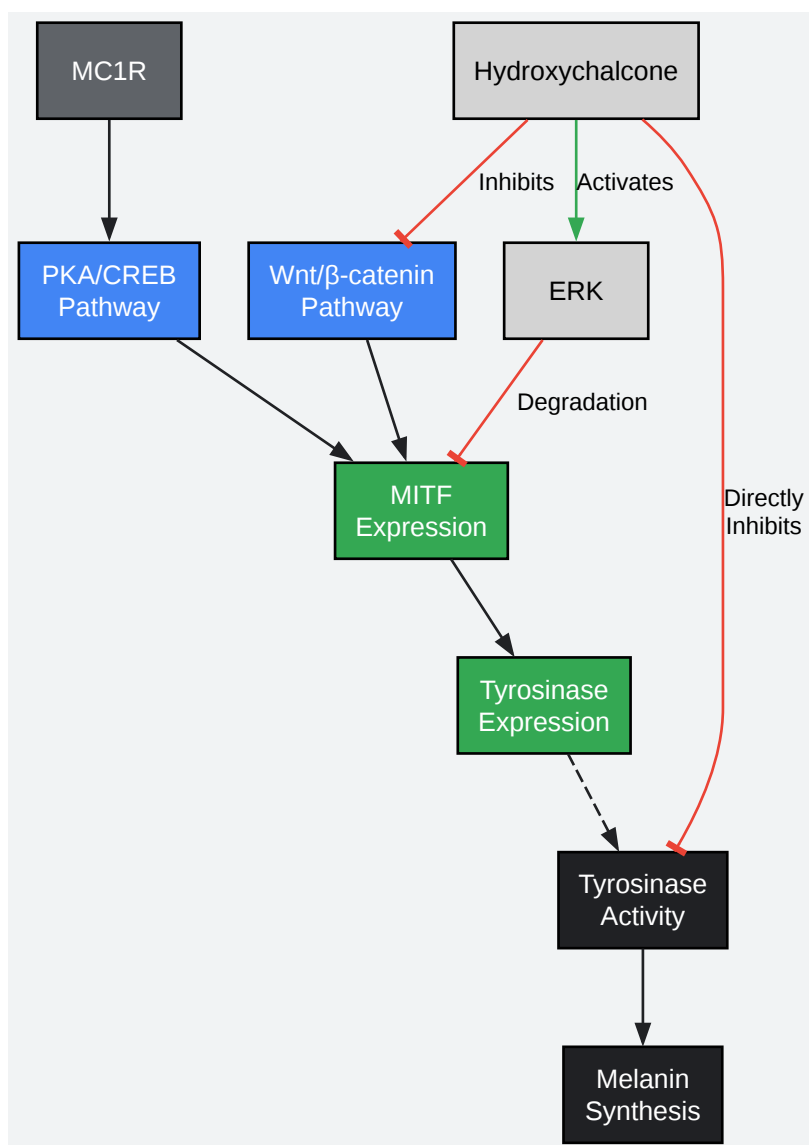 MC1R
Hydroxychalcone
Inhibits
Activates
PKA/CREB
Pathway
Wnt/β-catenin
Pathway
ERK
Degradation
MITF
Expression
Directly
Inhibits
Tyrosinase
Expression
Tyrosinase
Activity
Melanin
Synthesis